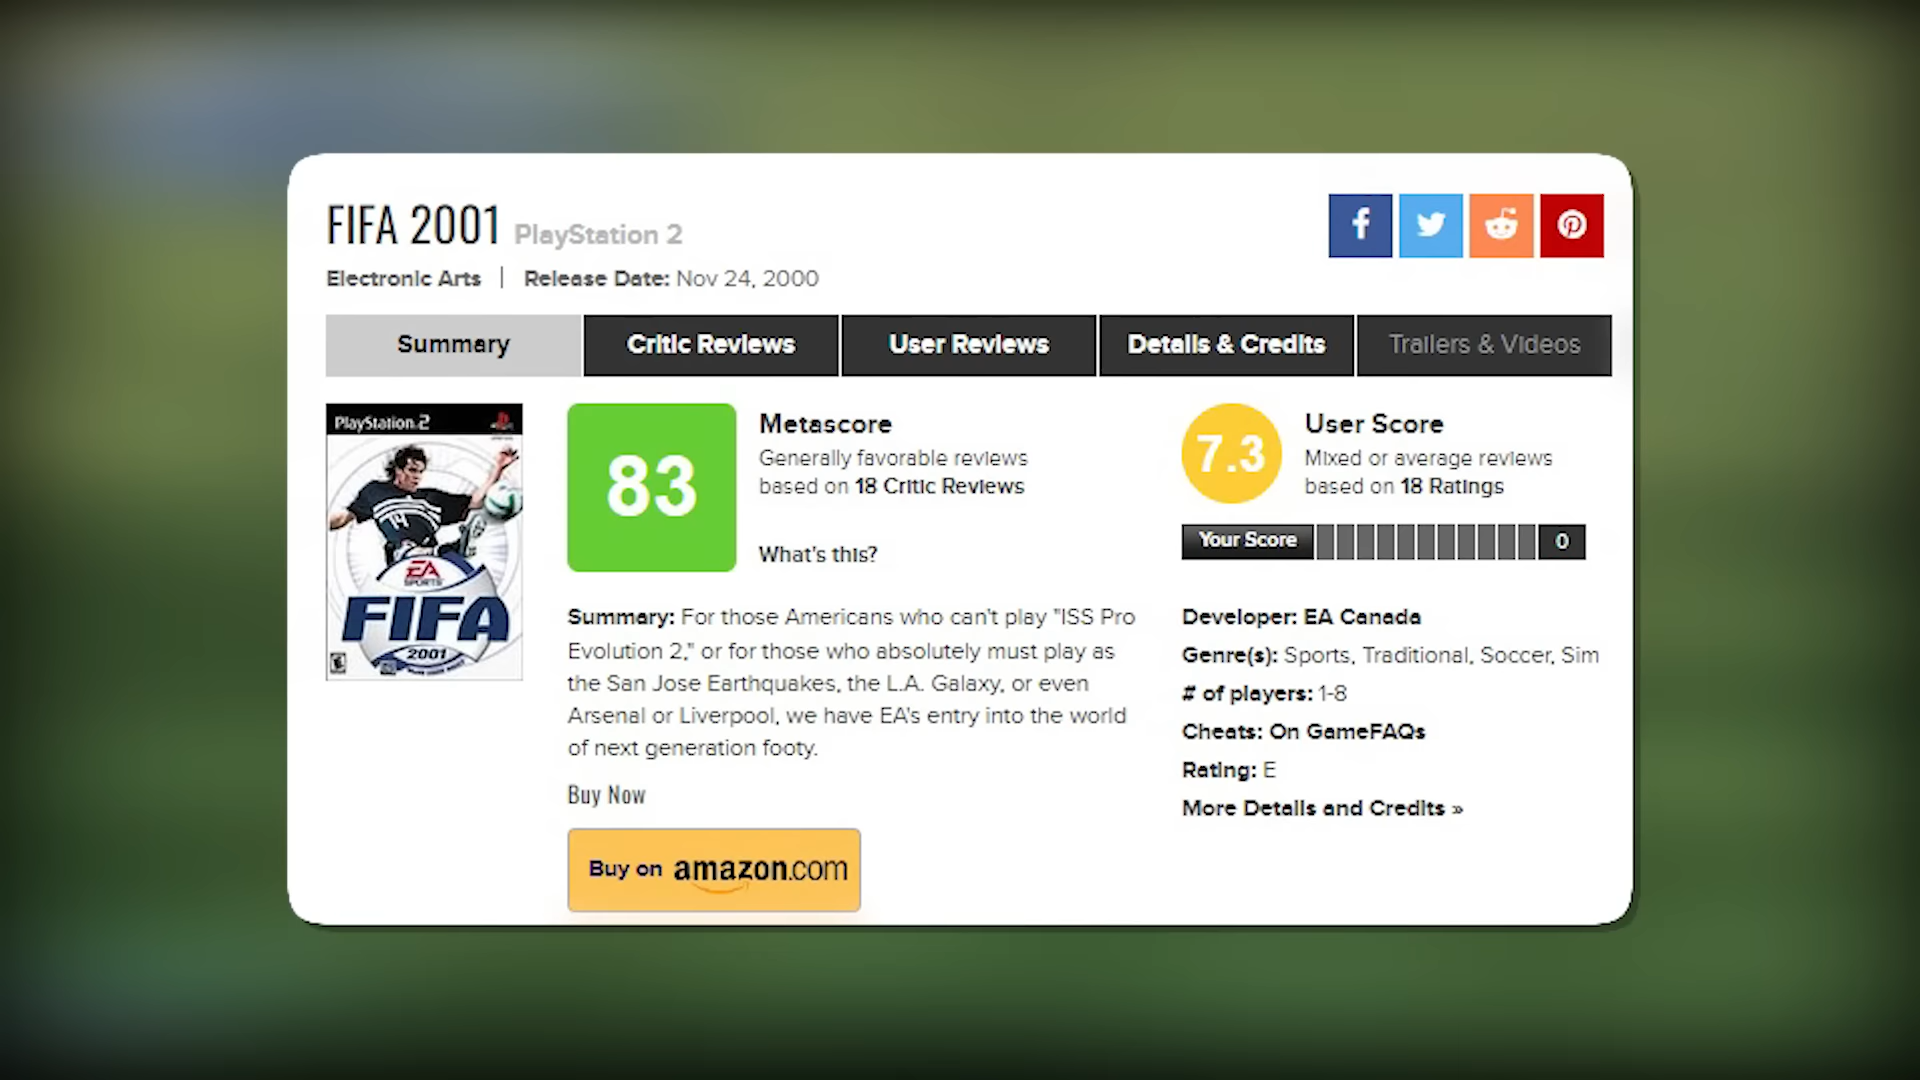 FIFA 2001 PlayStation 2
Electronic Arts | Release Date: Nov 24, 2000
Summary
Critic Reviews
User Reviews
Details & Credits
Trailers & Videos
PlayStation 2
14
EA
SPORTS
FIFA
2001
83
Metascore
Generally favorable reviews
based on 18 Critic Reviews
What's this?
7.3
User Score
Mixed or average reviews
based on 18 Ratings
Your Score
0
Summary: For those Americans who can't play "ISS Pro
Evolution 2," or for those who absolutely must play as
the San Jose Earthquakes, the L.A. Galaxy, or even
Arsenal or Liverpool, we have EA's entry into the world
of next generation footy.
Buy Now
Buy on amazon.com
Developer: EA Canada
Genre(s): Sports, Traditional, Soccer, Sim
# of players: 1-8
Cheats: On GameFAQs
Rating: E
More Details and Credits »